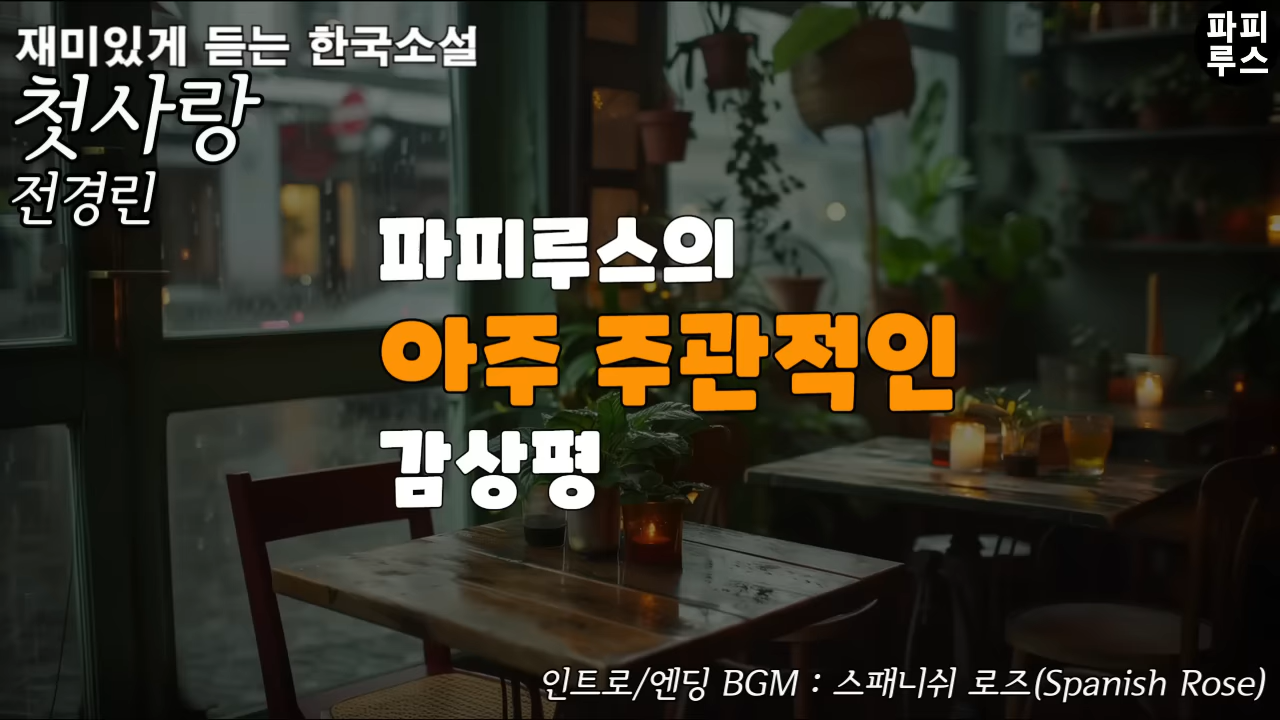 재미있게 듣는 한국소설
첫사랑
전경린
파피
루스
파피루스의
아주 주관적인
감상평
인트로/엔딩 BGM : 스패니쉬 로즈(Spanish Rose)